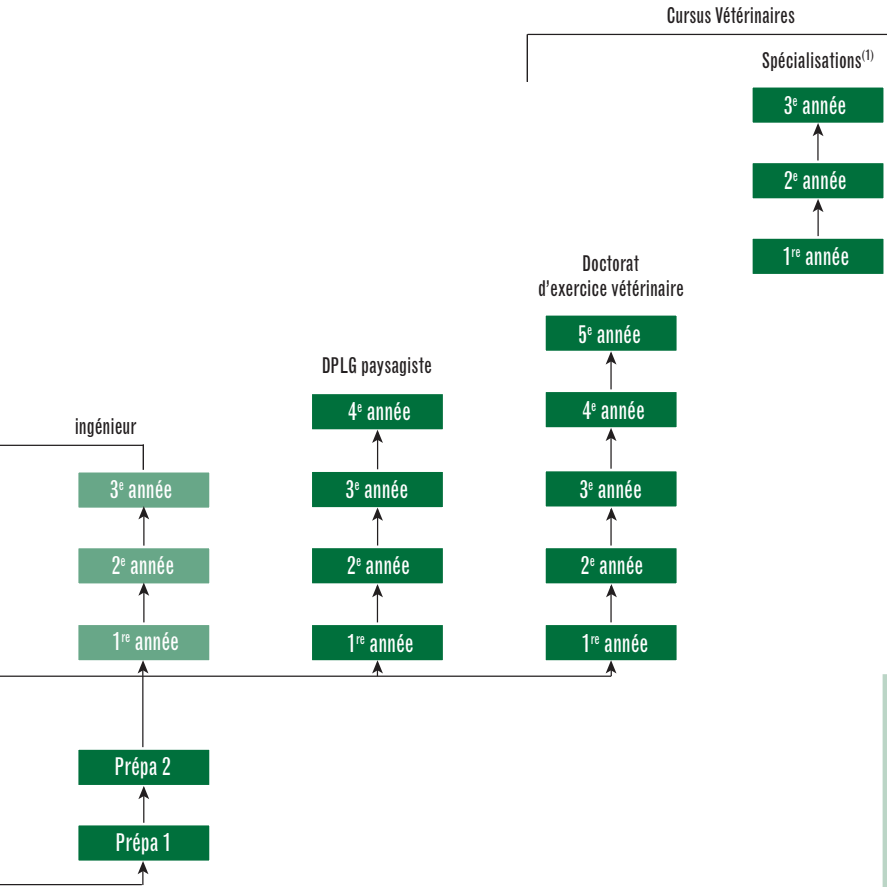 Cursus Vétérinaires
Spécialisations(1)
3e année
2e année
1re année
Doctorat
d'exercice vétérinaire
5e année
4e année
3e année
2e année
1re année
DPLG paysagiste
4e année
3e année
2e année
1re année
ingénieur
3e année
2e année
1re année
Prépa 2
Prépa 1